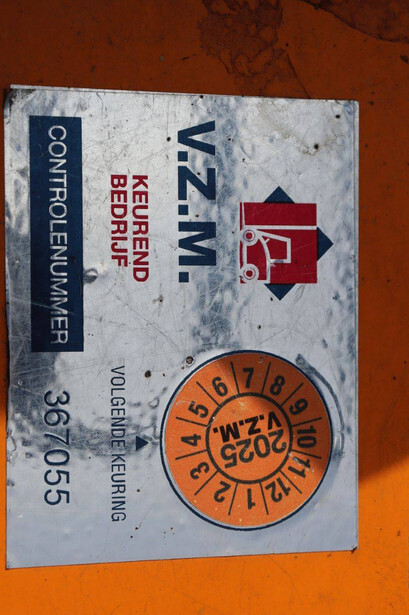 V.Z.M.
KEUREND
BEDRIJF
CONTROLENUMMER 367055
VOLGENDE KEURING
1 2 3 4 5 6 7 8 9 10 11 12
2025
V.Z.M.